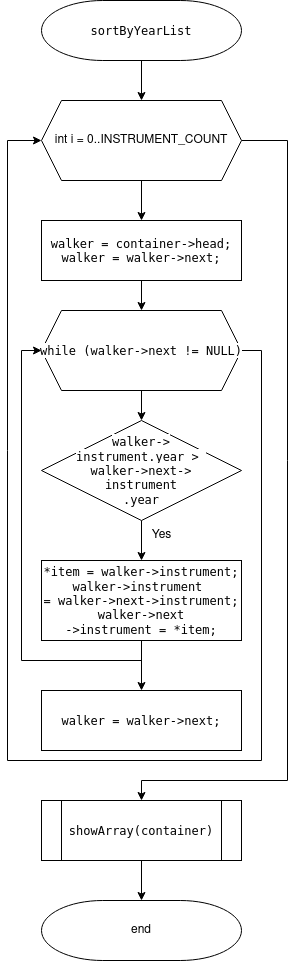 sortByYearList
int i = 0..INSTRUMENT_COUNT
walker = container->head;
walker = walker->next;
while (walker->next != NULL)
walker->
instrument.year >
walker->next->
instrument
.year
Yes
*item = walker->instrument;
walker->instrument
= walker->next->instrument;
walker->next
->instrument = *item;
walker = walker->next;
showArray(container)
end